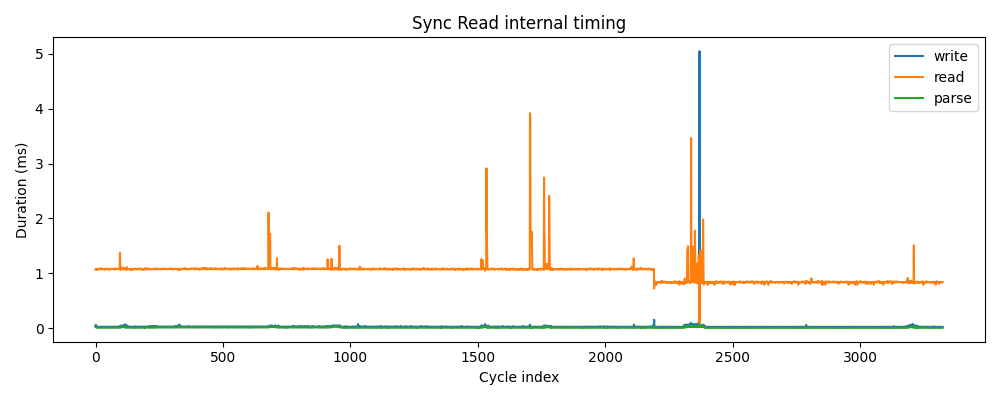 Sync Read internal timing
write
read
parse
Duration (ms)
5
4
3
2
1
0
0 500 1000 1500 2000 2500 3000
Cycle index